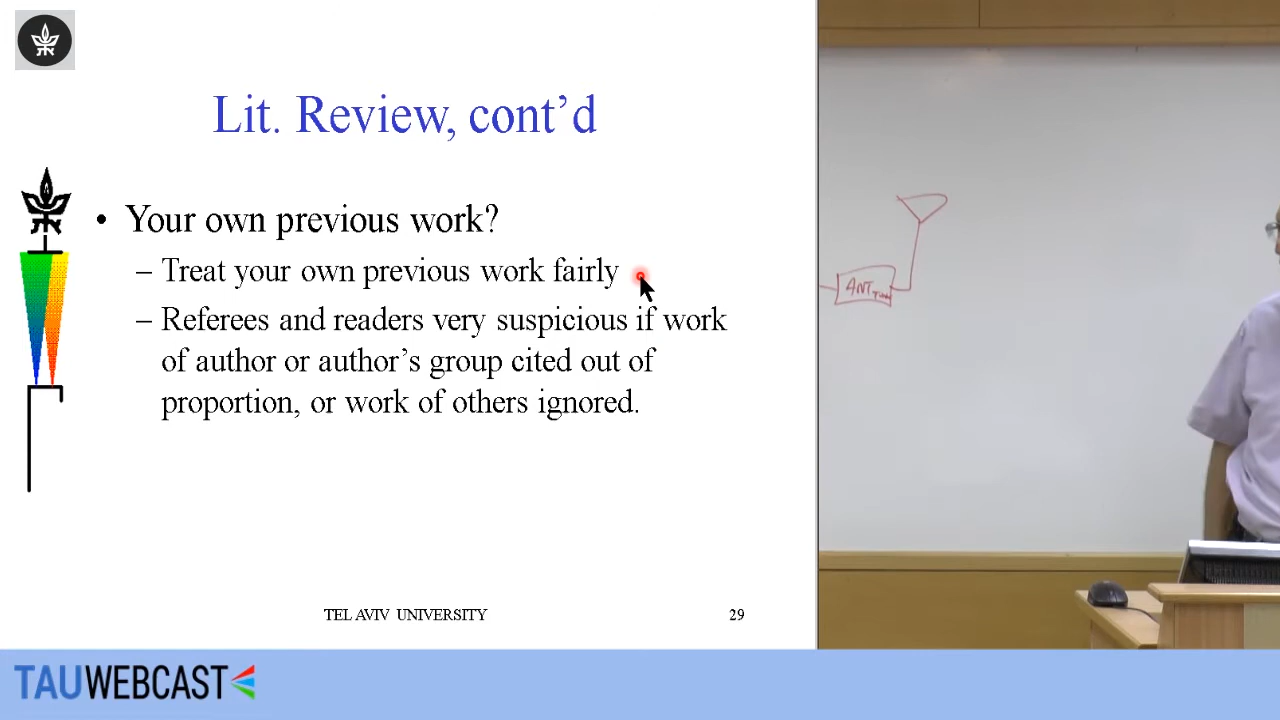 Lit. Review, cont’d
• Your own previous work?
– Treat your own previous work fairly
– Referees and readers very suspicious if work
of author or author’s group cited out of
proportion, or work of others ignored.
TEL AVIV UNIVERSITY
29
ANT
TAUWEBCAST